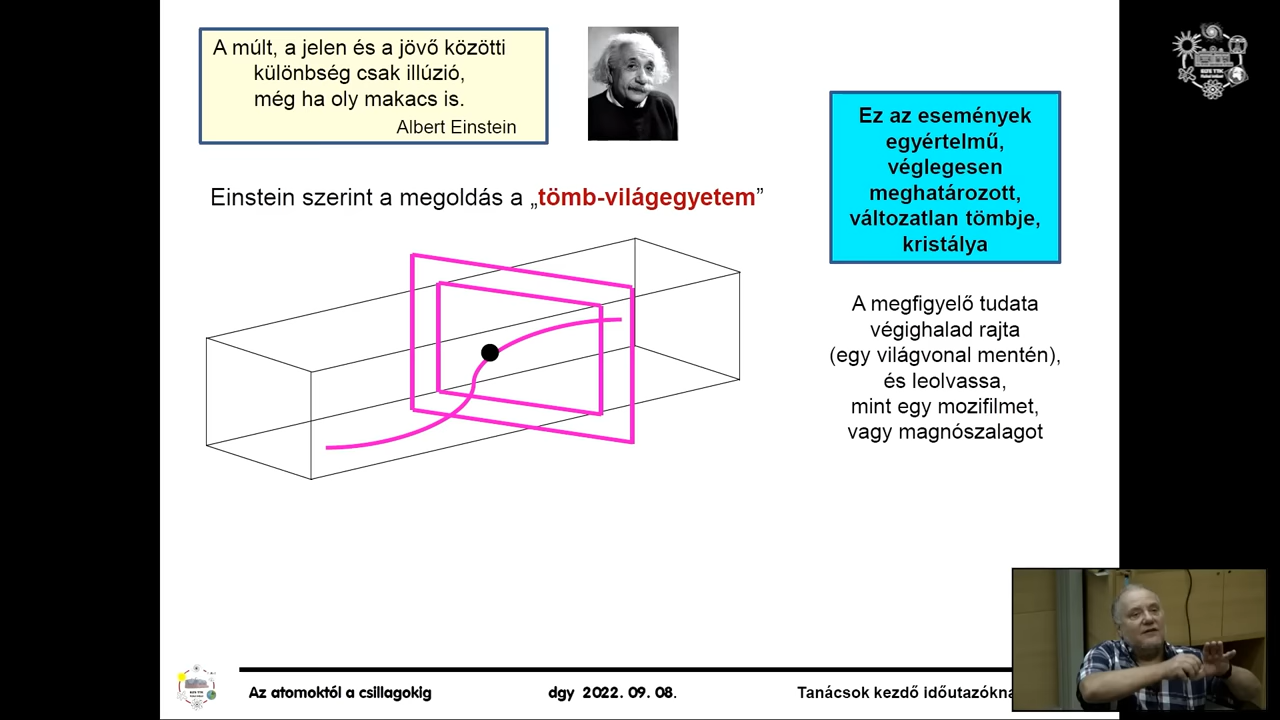 A múlt, a jelen és a jövő közötti
különbség csak illúzió,
még ha oly makacs is.
Albert Einstein
Einstein szerint a megoldás a „tömb-világegyetem”
Ez az események
egyértelmű,
véglegesen
meghatározott,
változatlan tömbje,
kristálya
A megfigyelő tudata
végighalad rajta
(egy világvonal mentén),
és leolvassa,
mint egy mozifilmet,
vagy magnószalagot
Az atomoktól a csillagokig
dgy 2022. 09. 08.
Tanácsok kezdő